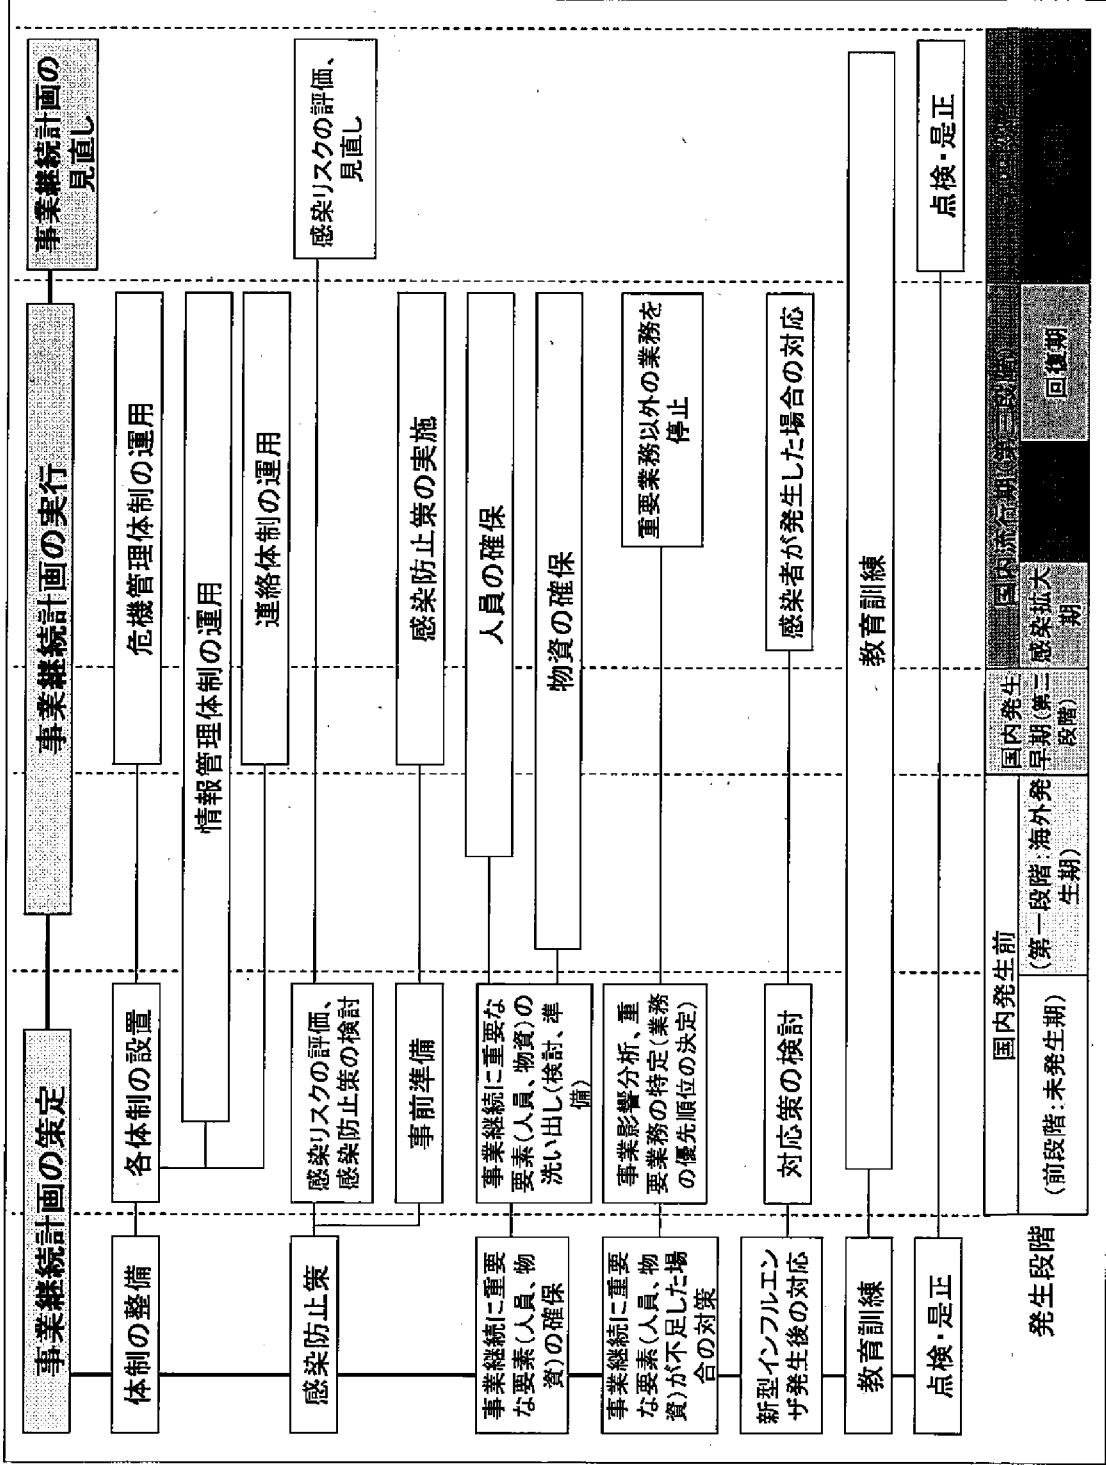 事業継続計画の策定
事業継続計画の実行
事業継続計画の
見直し
体制の整備
各体制の設置
危機管理体制の運用
情報管理体制の運用
連絡体制の運用
感染防止策
感染リスクの評価、
感染防止策の検討
感染リスクの評価、
見直し
事前準備
感染防止策の実施
事業継続に重要
な要素(人員、物
資)の確保
事業継続に重要な
要素(人員、物資)の
洗い出し(検討、準
備)
人員の確保
物資の確保
事業継続に重要
な要素(人員、物
資)が不足した場
合の対策
事業影響分析、重
要業務の特定(業務
の優先順位の決定)
重要業務以外の業務を
停止
新型インフルエン
ザ発生後の対応
対応策の検討
感染者が発生した場合の対応
教育訓練
教育訓練
点検・是正
点検・是正
発生段階
国内発生前
(前段階:未発生期)
(第一段階:海外発
生期)
国内発生
早期(第二
段階)
国内流行期(第三段階)
感染拡大
期
回復期